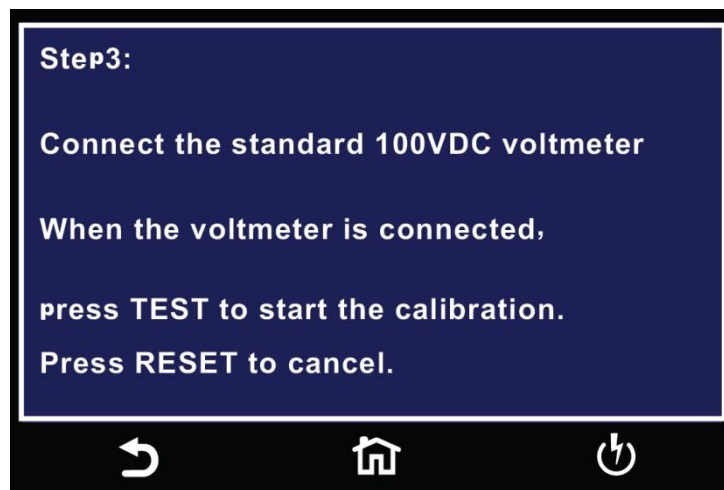 Step3:
Connect the standard 100VDC voltmeter
When the voltmeter is connected,
press TEST to start the calibration.
Press RESET to cancel.